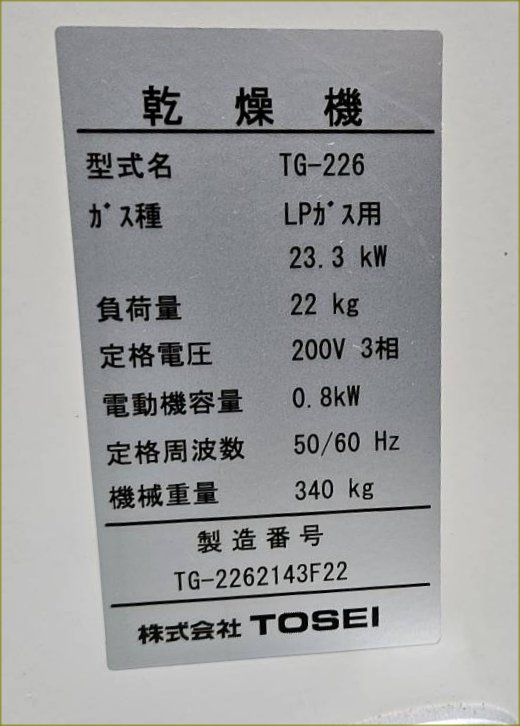 乾燥機
型式名 TG-226
ｶﾞｽ種 LPｶﾞｽ用
23.3 kW
負荷量 22 kg
定格電圧 200V 3相
電動機容量 0.8kW
定格周波数 50/60 Hz
機械重量 340 kg
製造番号
TG-2262143F22
株式会社 TOSEI